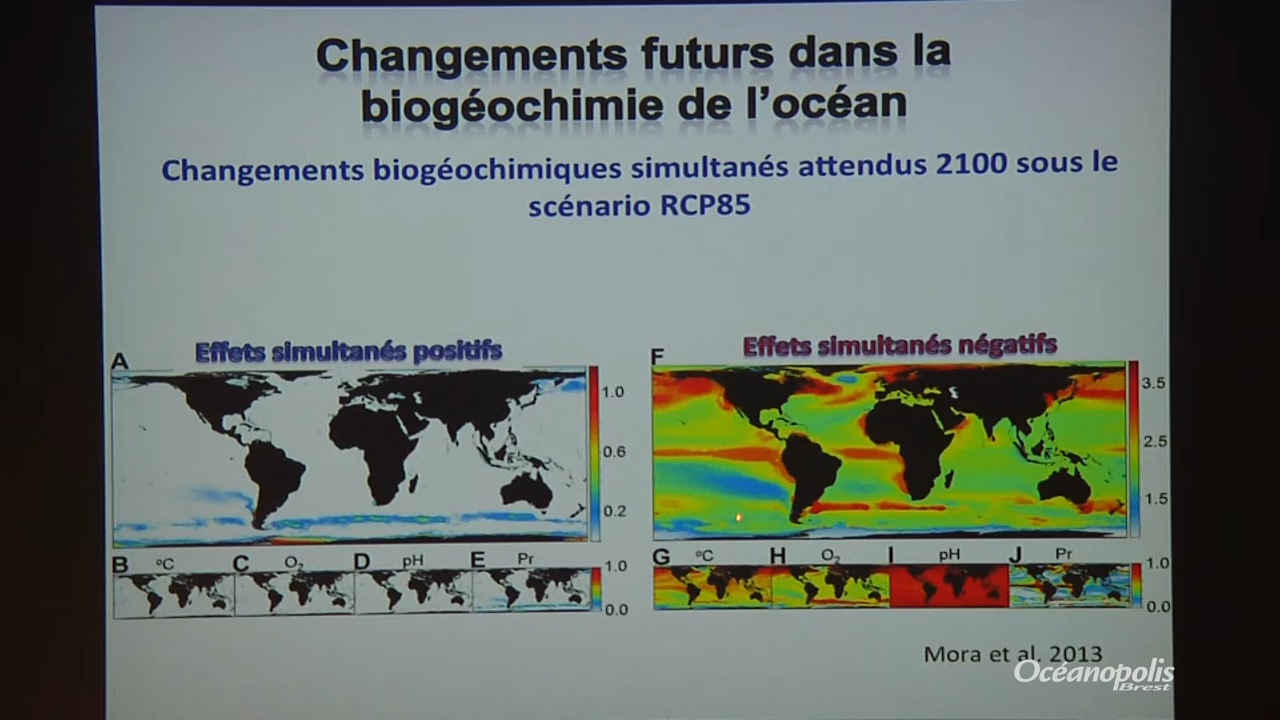 Changements futurs dans la
biogéochimie de l'océan
Changements biogéochimiques simultanés attendus 2100 sous le
scénario RCP85
A
Effets simultanés positifs
1.0
0.6
0.2
B ºC
C O₂
D pH
E Pr
1.0
0.0
F
Effets simultanés négatifs
3.5
2.5
1.5
G ºC
H O₂
I pH
J Pr
1.0
0.0
Mora et al. 2013
Océanopolis
Brest